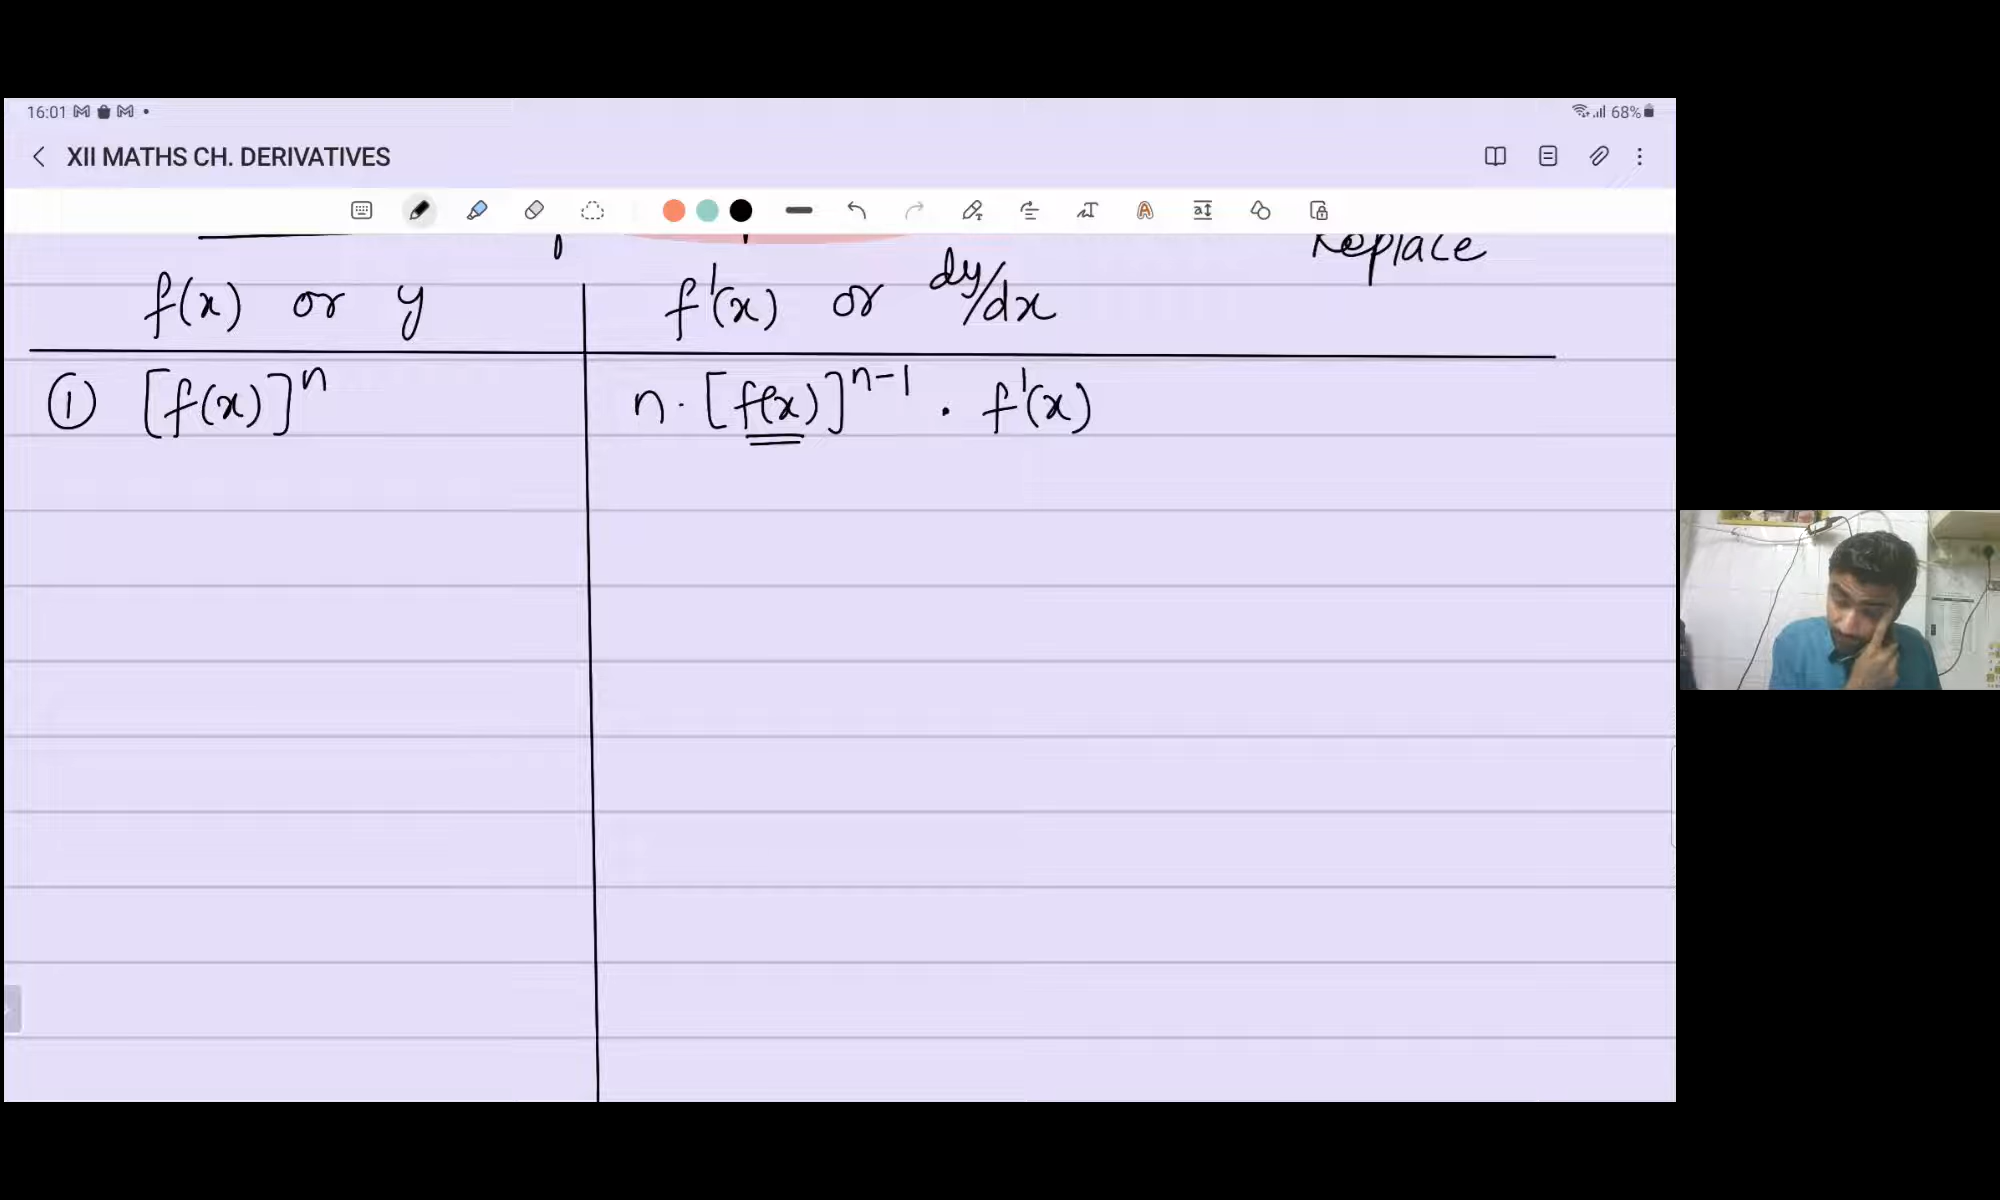 16:01
68%
XII MATHS CH. DERIVATIVES
Replace
f(x) or y f'(x) or dy/dx
① [f(x)]ⁿ n · [f(x)]ⁿ⁻¹ · f'(x)